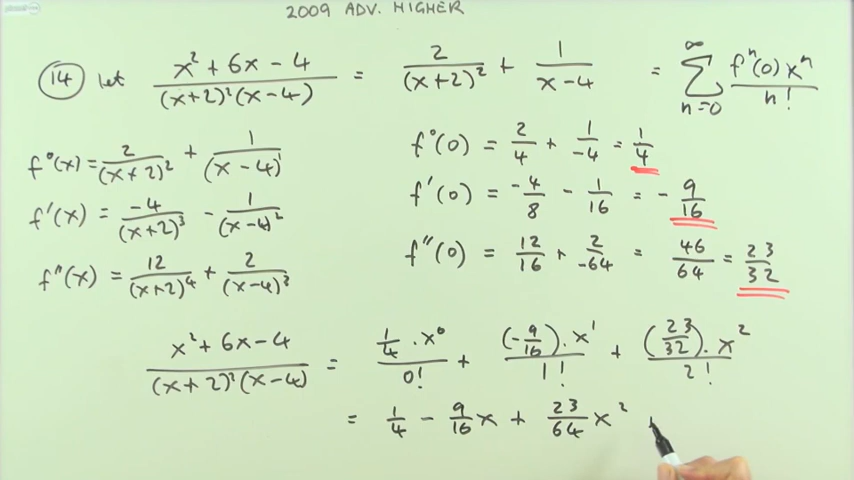 2009 ADV. HIGHER
(14) let (x² + 6x - 4)/((x+2)²(x-4)) = 2/(x+2)² + 1/(x-4) = ∑_{n=0}^{∞} fⁿ(0)xⁿ/n!
f⁰(x) = 2/(x+2)² + 1/(x-4)¹
f⁰(0) = 2/4 + 1/-4 = 1/4
f'(x) = -4/(x+2)³ - 1/(x-4)²
f'(0) = -4/8 - 1/16 = -9/16
f''(x) = 12/(x+2)⁴ + 2/(x-4)³
f''(0) = 12/16 + 2/-64 = 46/64 = 23/32
(x² + 6x - 4)/((x+2)²(x-4)) = (1/4 · x⁰)/0! + ((-9/16) · x¹)/1! + ((23/32) · x²)/2!
= 1/4 - 9/16 x + 23/64 x²